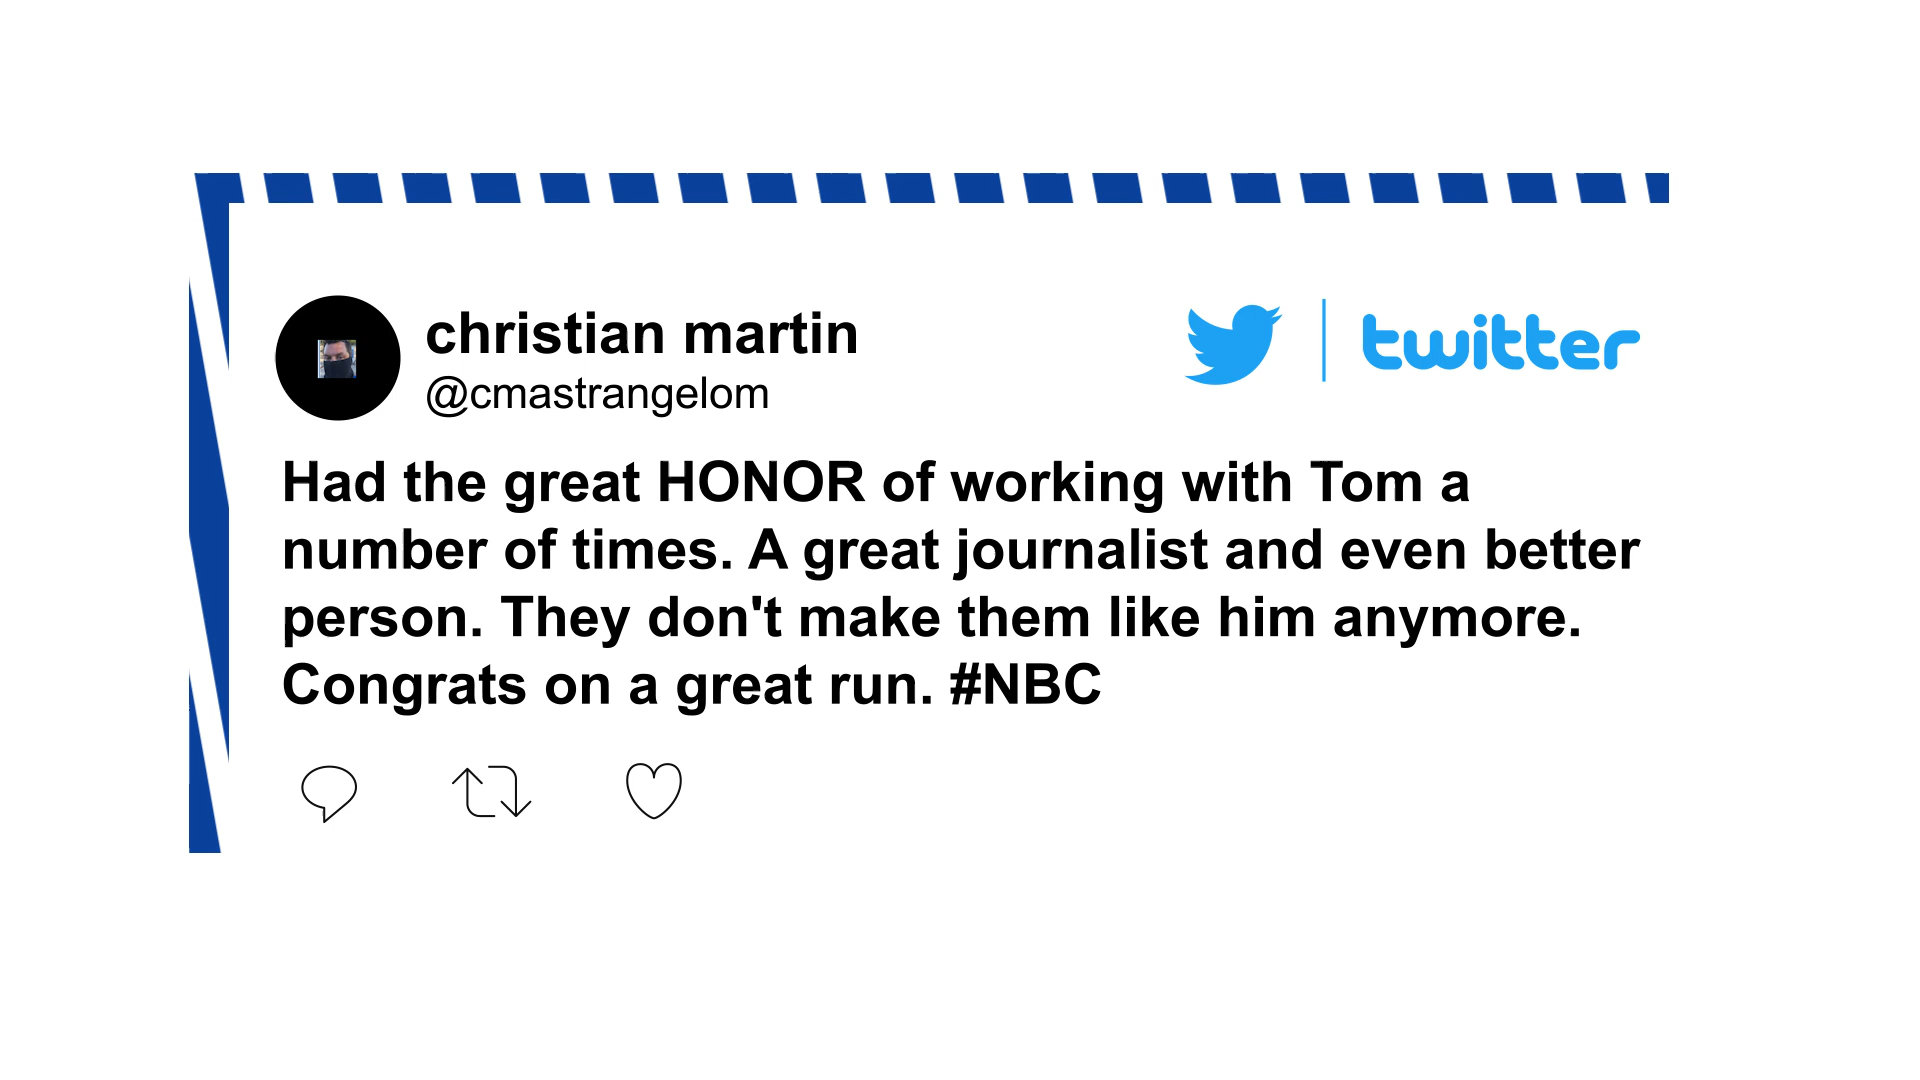 christian martin
@cmastrangelom
twitter
Had the great HONOR of working with Tom a
number of times. A great journalist and even better
person. They don't make them like him anymore.
Congrats on a great run. #NBC